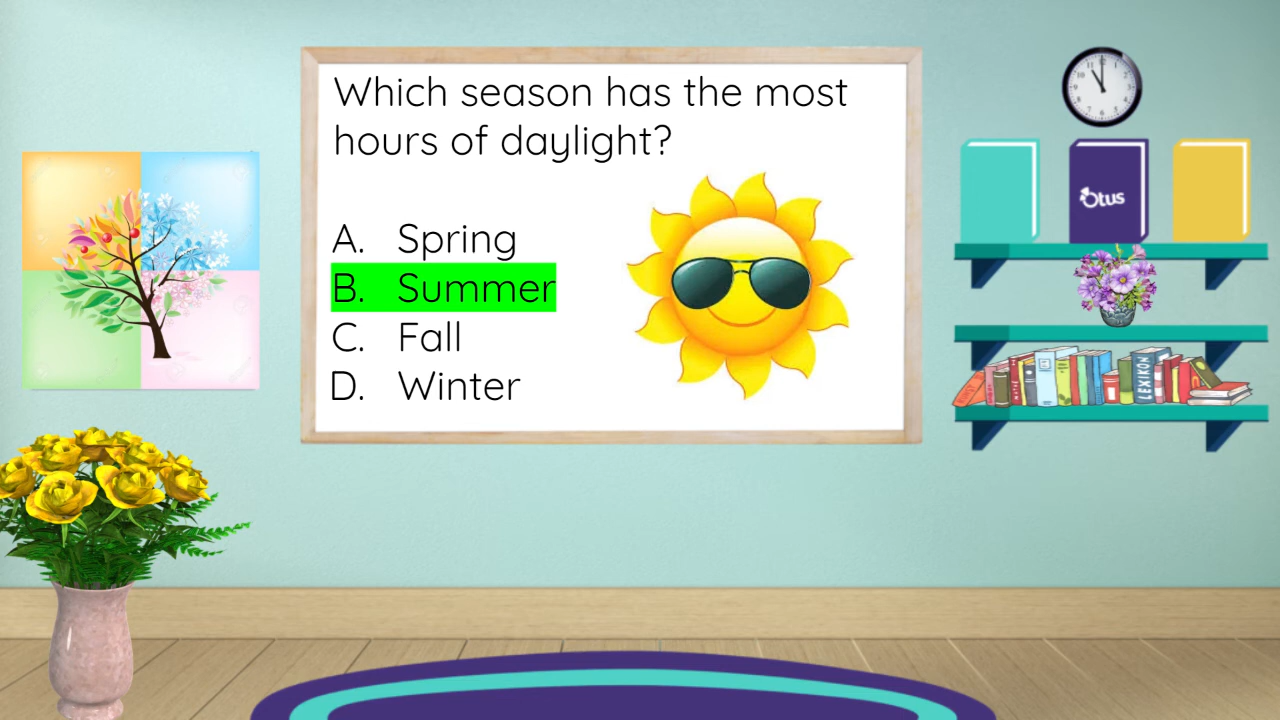 Which season has the most
hours of daylight?
A. Spring
B. Summer
C. Fall
D. Winter
Otus
LEXIKON